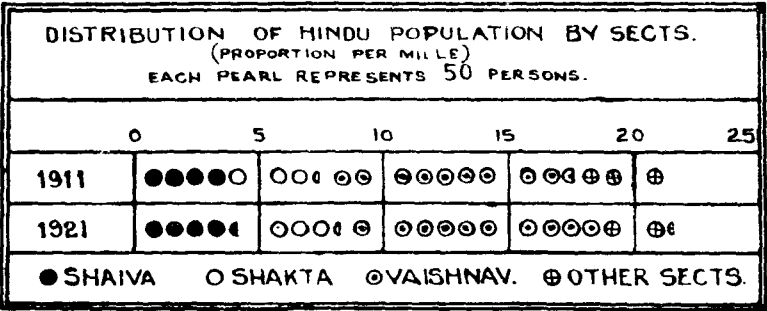 DISTRIBUTION OF HINDU POPULATION BY SECTS.
(PROPORTION PER MILLE)
EACH PEARL REPRESENTS 50 PERSONS.
0 5 10 15 20 25
1911
1921
SHAIVA SHAKTA VAISHNAV. OTHER SECTS.